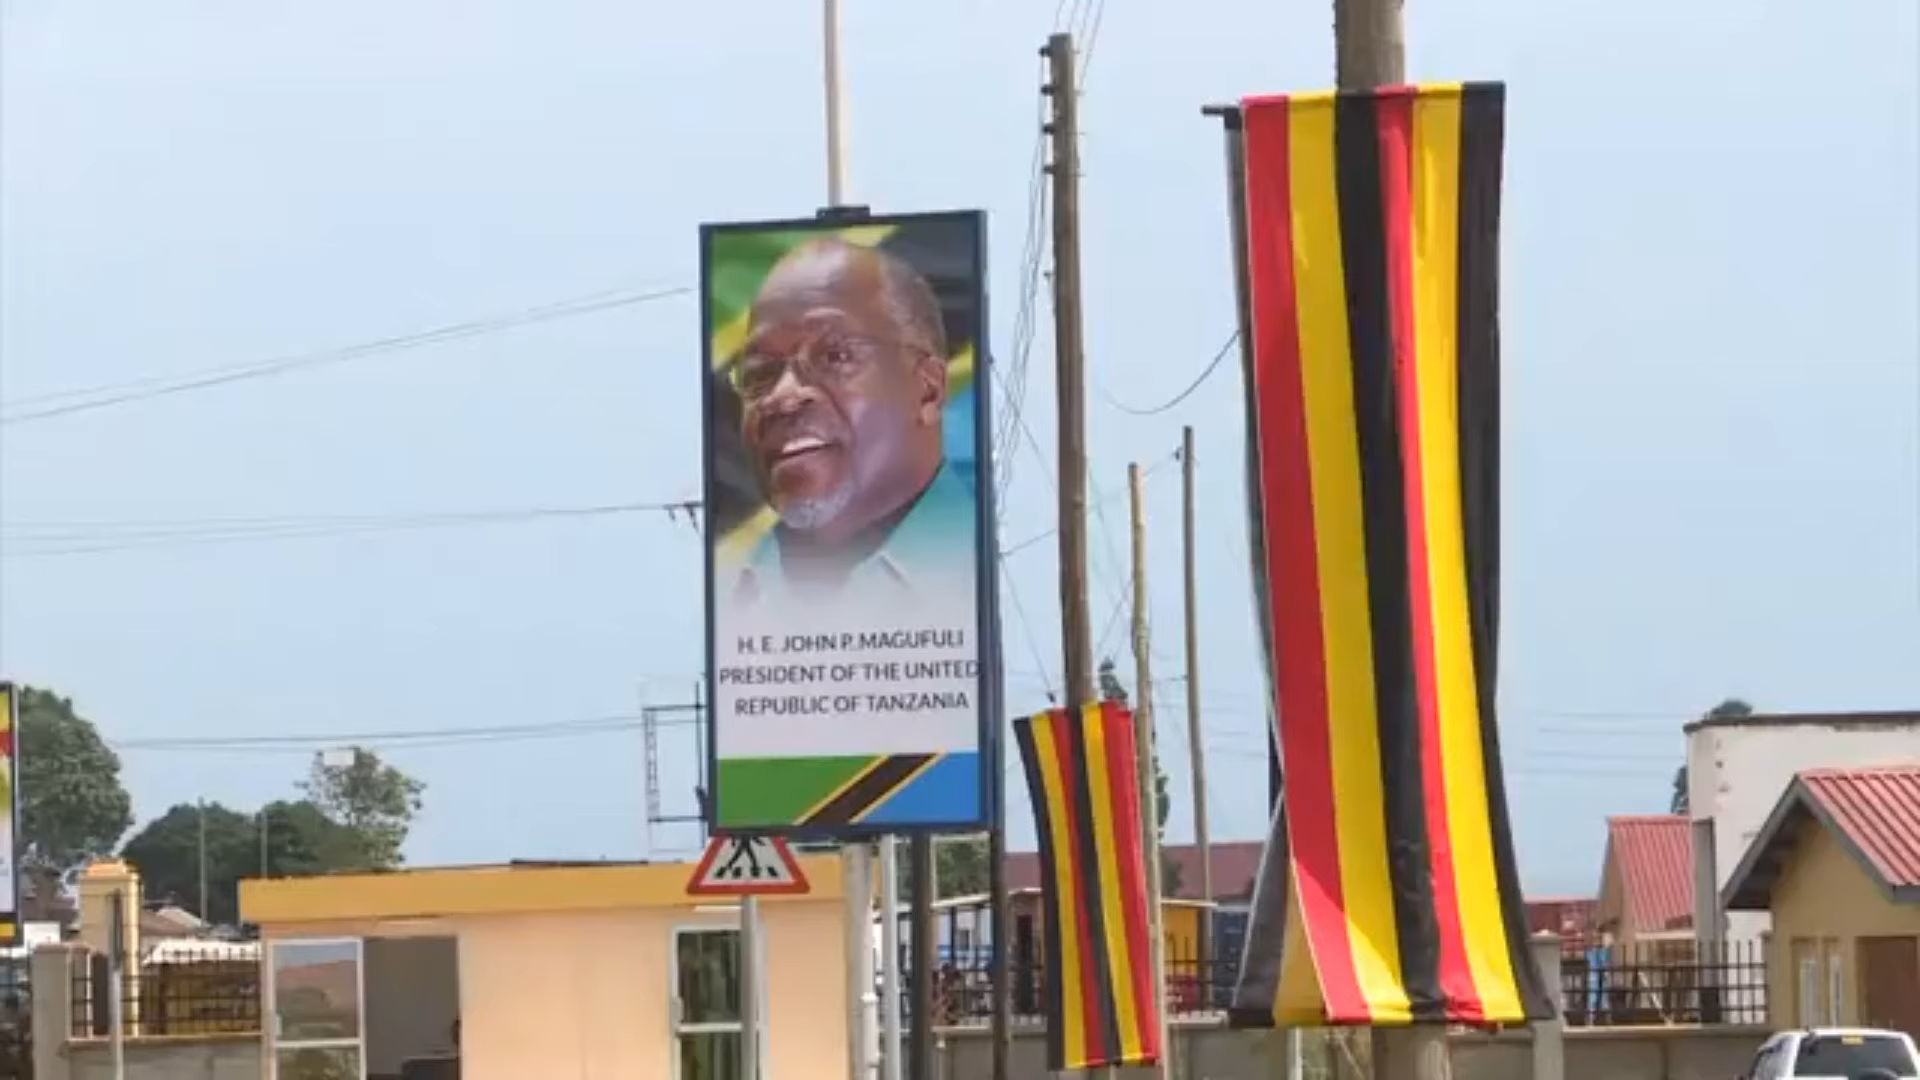 H. E. JOHN P. MAGUFULI
PRESIDENT OF THE UNITED
REPUBLIC OF TANZANIA